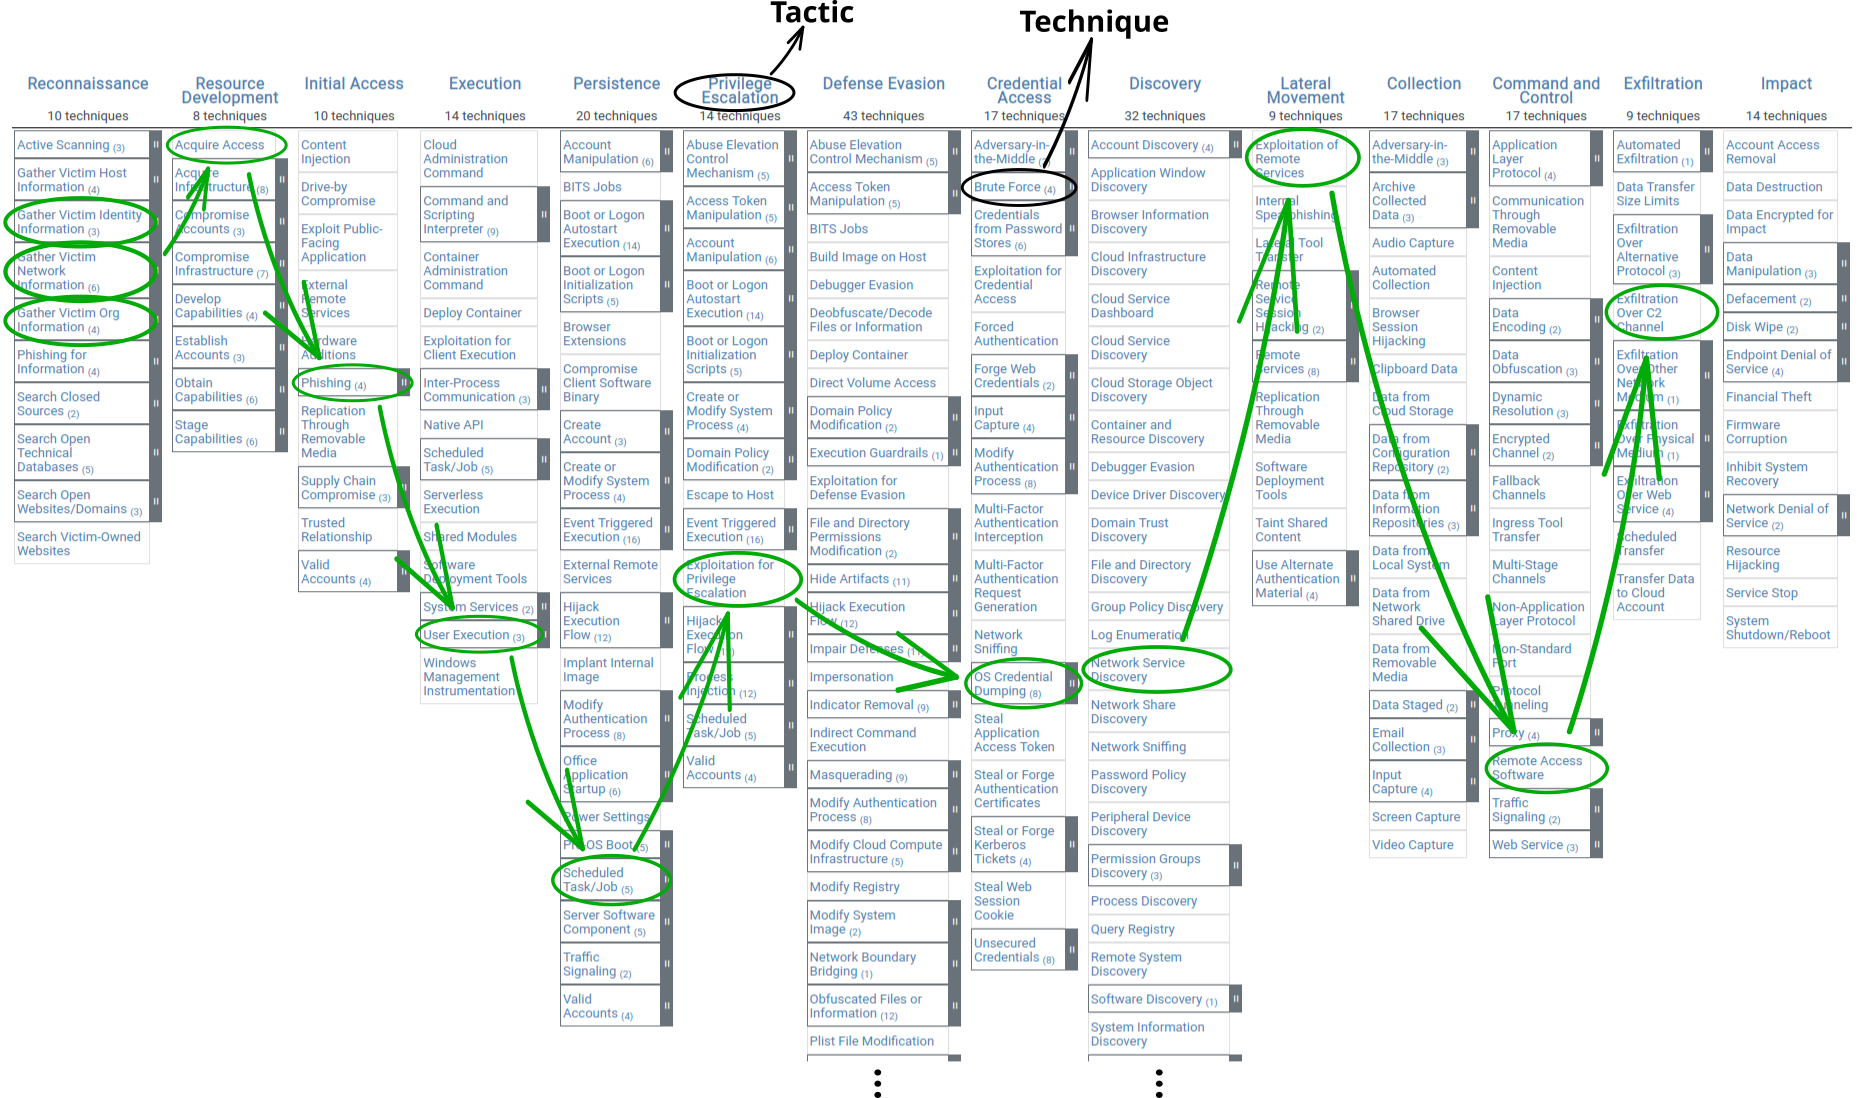 Tactic
Technique
Reconnaissance
10 techniques
Active Scanning (3)
Gather Victim Host
Information (4)
Gather Victim Identity
Information (3)
Gather Victim
Network
Information (6)
Gather Victim Org
Information (4)
Phishing for
Information (4)
Search Closed
Sources (2)
Search Open
Technical
Databases (5)
Search Open
Websites/Domains (3)
Search Victim-Owned
Websites
Resource
Development
8 techniques
Acquire Access
Acquire
Infrastructure (8)
Compromise
Accounts (3)
Compromise
Infrastructure (7)
Develop
Capabilities (4)
Establish
Accounts (3)
Obtain
Capabilities (6)
Stage
Capabilities (6)
Initial Access
10 techniques
Content
Injection
Drive-by
Compromise
Exploit Public-
Facing
Application
External
Remote
Services
Hardware
Additions
Phishing (4)
Replication
Through
Removable
Media
Supply Chain
Compromise (3)
Trusted
Relationship
Valid
Accounts (4)
Execution
14 techniques
Cloud
Administration
Command
Command and
Scripting
Interpreter (9)
Container
Administration
Command
Deploy Container
Exploitation for
Client Execution
Inter-Process
Communication (3)
Native API
Scheduled
Task/Job (5)
Serverless
Execution
Shared Modules
Software
Deployment Tools
System Services (2)
User Execution (3)
Windows
Management
Instrumentation
Persistence
20 techniques
Account
Manipulation (6)
BITS Jobs
Boot or Logon
Autostart
Execution (14)
Boot or Logon
Initialization
Scripts (5)
Browser
Extensions
Compromise
Client Software
Binary
Create
Account (3)
Create or
Modify System
Process (4)
Event Triggered
Execution (16)
External Remote
Services
Hijack
Execution
Flow (12)
Implant Internal
Image
Modify
Authentication
Process (8)
Office
Application
Startup (6)
Power Settings
Pre-OS Boot (5)
Scheduled
Task/Job (5)
Server Software
Component (5)
Traffic
Signaling (2)
Valid
Accounts (4)
Privilege
Escalation
14 techniques
Abuse Elevation
Control
Mechanism (5)
Access Token
Manipulation (5)
Account
Manipulation (6)
Boot or Logon
Autostart
Execution (14)
Boot or Logon
Initialization
Scripts (5)
Create or
Modify System
Process (4)
Domain Policy
Modification (2)
Escape to Host
Event Triggered
Execution (16)
Exploitation for
Privilege
Escalation
Hijack
Execution
Flow
Process
Injection (12)
Scheduled
Task/Job (5)
Valid
Accounts (4)
Defense Evasion
43 techniques
Abuse Elevation
Control Mechanism (5)
Access Token
Manipulation (5)
BITS Jobs
Build Image on Host
Debugger Evasion
Deobfuscate/Decode
Files or Information
Deploy Container
Direct Volume Access
Domain Policy
Modification (2)
Execution Guardrails (1)
Exploitation for
Defense Evasion
File and Directory
Permissions
Modification (2)
Hide Artifacts (11)
Hijack Execution
Flow (12)
Impair Defenses (11)
Impersonation
Indicator Removal (9)
Indirect Command
Execution
Masquerading (9)
Modify Authentication
Process (8)
Modify Cloud Compute
Infrastructure (5)
Modify Registry
Modify System
Image (2)
Network Boundary
Bridging (1)
Obfuscated Files or
Information (12)
Plist File Modification
Credential
Access
17 techniques
Adversary-in-
the-Middle
Brute Force (4)
Credentials
from Password
Stores (6)
Exploitation for
Credential
Access
Forced
Authentication
Forge Web
Credentials (2)
Input
Capture (4)
Modify
Authentication
Process (8)
Multi-Factor
Authentication
Interception
Multi-Factor
Authentication
Request
Generation
Network
Sniffing
OS Credential
Dumping (8)
Steal
Application
Access Token
Steal or Forge
Authentication
Certificates
Steal or Forge
Kerberos
Tickets (4)
Steal Web
Session
Cookie
Unsecured
Credentials (8)
Discovery
32 techniques
Account Discovery (4)
Application Window
Discovery
Browser Information
Discovery
Cloud Infrastructure
Discovery
Cloud Service
Dashboard
Cloud Service
Discovery
Cloud Storage Object
Discovery
Container and
Resource Discovery
Debugger Evasion
Device Driver Discovery
Domain Trust
Discovery
File and Directory
Discovery
Group Policy Discovery
Log Enumeration
Network Service
Discovery
Network Share
Discovery
Network Sniffing
Password Policy
Discovery
Peripheral Device
Discovery
Permission Groups
Discovery (3)
Process Discovery
Query Registry
Remote System
Discovery
Software Discovery (1)
System Information
Discovery
Lateral
Movement
9 techniques
Exploitation of
Remote
Services
Internal
Spearphishing
Lateral Tool
Transfer
Remote
Service
Session
Hijacking (2)
Remote
Services (8)
Replication
Through
Removable
Media
Software
Deployment
Tools
Taint Shared
Content
Use Alternate
Authentication
Material (4)
Collection
17 techniques
Adversary-in-
the-Middle (3)
Archive
Collected
Data (3)
Audio Capture
Automated
Collection
Browser
Session
Hijacking
Clipboard Data
Data from
Cloud Storage
Data from
Configuration
Repository (2)
Data from
Information
Repositories (3)
Data from
Local System
Data from
Network
Shared Drive
Data from
Removable
Media
Data Staged (2)
Email
Collection (3)
Input
Capture (4)
Screen Capture
Video Capture
Command and
Control
17 techniques
Application
Layer
Protocol (4)
Communication
Through
Removable
Media
Content
Injection
Data
Encoding (2)
Data
Obfuscation (3)
Dynamic
Resolution (3)
Encrypted
Channel (2)
Fallback
Channels
Ingress Tool
Transfer
Multi-Stage
Channels
Non-Application
Layer Protocol
Non-Standard
Port
Protocol
Tunneling
Proxy (4)
Remote Access
Software
Traffic
Signaling (2)
Web Service (3)
Exfiltration
9 techniques
Automated
Exfiltration (1)
Data Transfer
Size Limits
Exfiltration
Over
Alternative
Protocol (3)
Exfiltration
Over C2
Channel
Exfiltration
Over Other
Network
Medium (1)
Exfiltration
Over Physical
Medium (1)
Exfiltration
Over Web
Service (4)
Scheduled
Transfer
Transfer Data
to Cloud
Account
Impact
14 techniques
Account Access
Removal
Data Destruction
Data Encrypted for
Impact
Data
Manipulation (3)
Defacement (2)
Disk Wipe (2)
Endpoint Denial of
Service (4)
Financial Theft
Firmware
Corruption
Inhibit System
Recovery
Network Denial of
Service (2)
Resource
Hijacking
Service Stop
System
Shutdown/Reboot